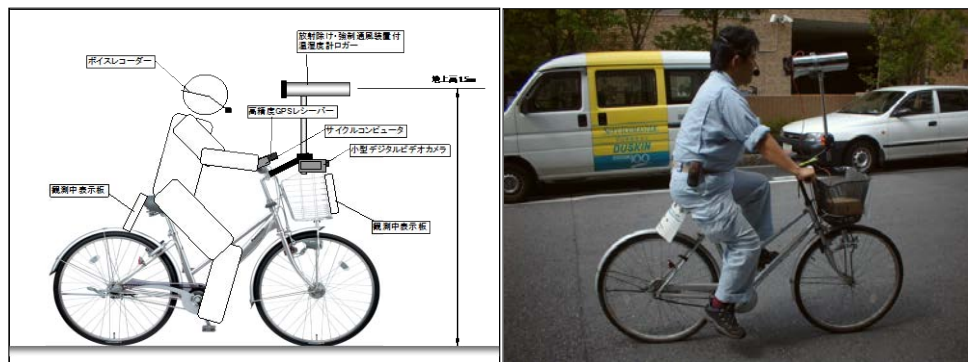 放射除け・強制通風装置付
温湿度計ロガー
ボイスレコーダー
地上高1.5m
高精度GPSレシーバー
サイクルコンピュータ
小型デジタルビデオカメラ
観測中表示板
観測中表示板
DUSKIN
100